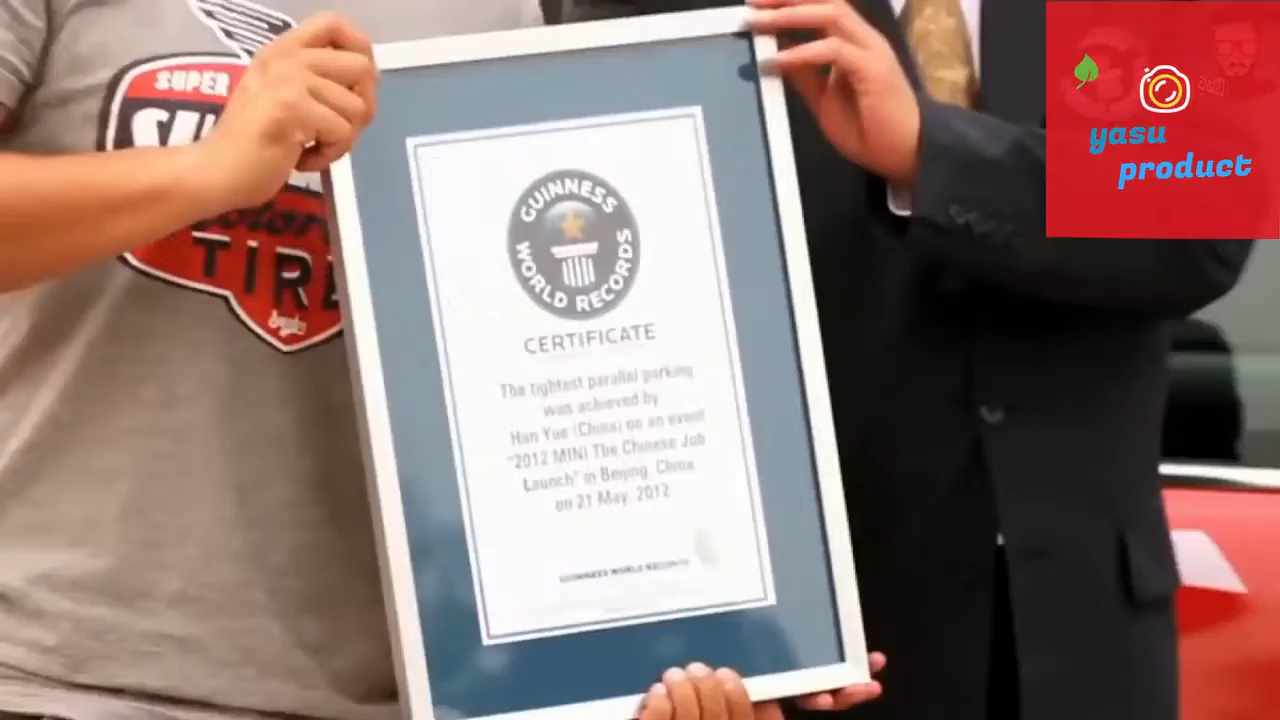 SUPER
TIRE
yasu
product
GUINNESS
WORLD RECORDS
CERTIFICATE
The tightest parallel parking
was achieved by
Han Yue (China) on an event
"2012 MINI The Chinese Job
Launch" in Beijing, China
on 21 May, 2012
GUINNESS WORLD RECORDS